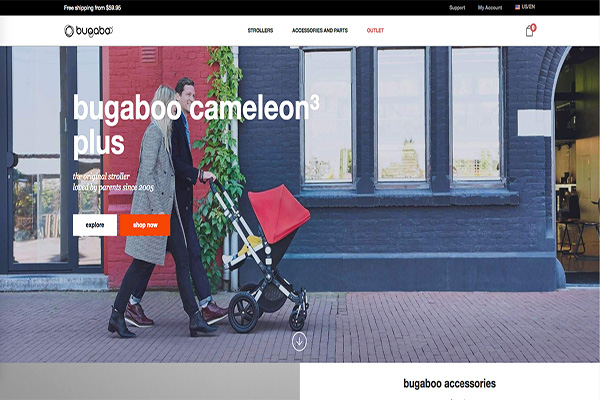 Free shipping from $59.95
Support
My Account
US/EN
bugaboo
STROLLERS
ACCESSORIES AND PARTS
OUTLET
bugaboo cameleon³
plus
the original stroller
loved by parents since 2005
explore
shop now
bugaboo accessories